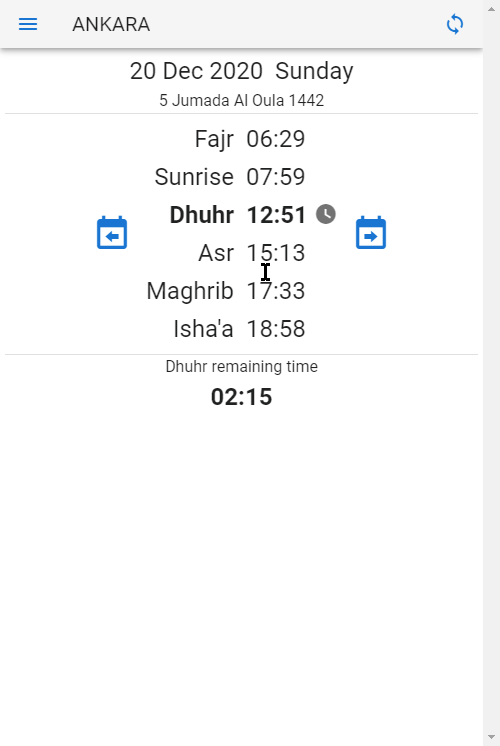 ANKARA
20 Dec 2020 Sunday
5 Jumada Al Oula 1442
Fajr 06:29
Sunrise 07:59
Dhuhr 12:51
Asr 15:13
Maghrib 17:33
Isha'a 18:58
Dhuhr remaining time
02:15